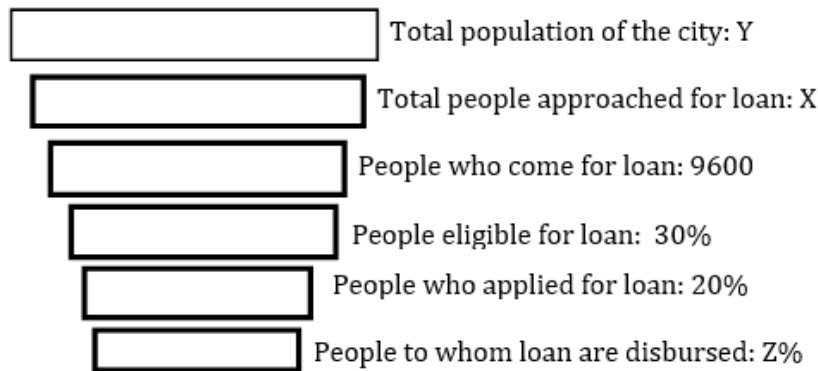 Total population of the city: Y
Total people approached for loan: X
People who come for loan: 9600
People eligible for loan: 30%
People who applied for loan: 20%
People to whom loan are disbursed: Z%